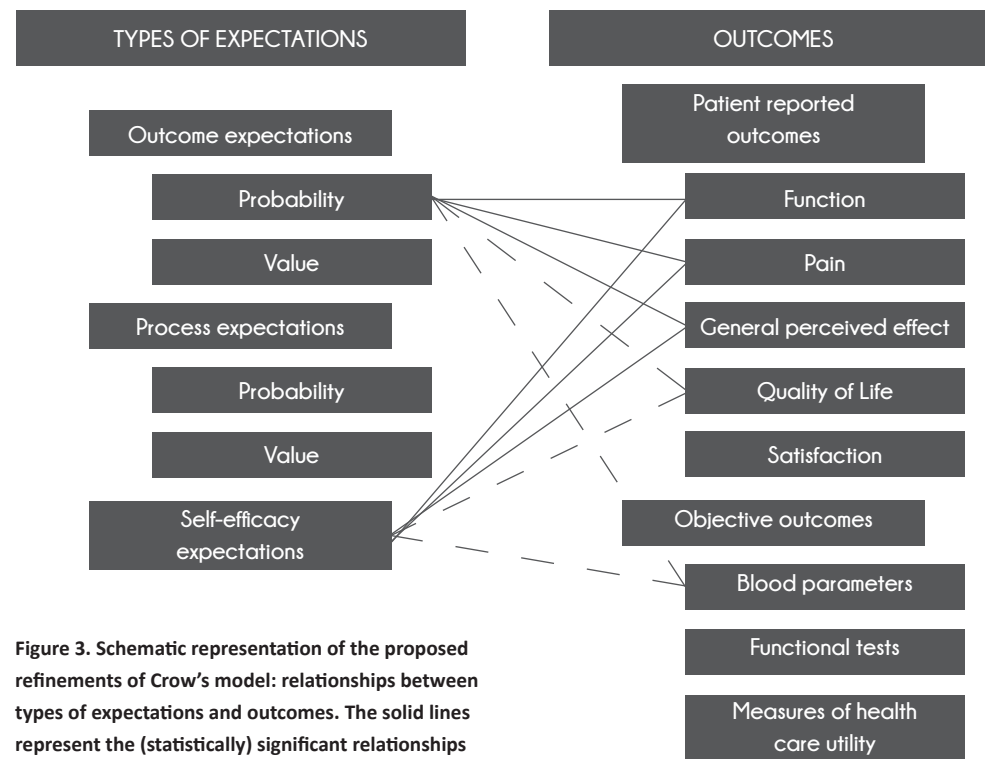 TYPES OF EXPECTATIONS
Outcome expectations
Probability
Value
Process expectations
Probability
Value
Self-efficacy
expectations
OUTCOMES
Patient reported
outcomes
Function
Pain
General perceived effect
Quality of Life
Satisfaction
Objective outcomes
Blood parameters
Functional tests
Measures of health
care utility
Figure 3. Schematic representation of the proposed
refinements of Crow’s model: relationships between
types of expectations and outcomes. The solid lines
represent the (statistically) significant relationships